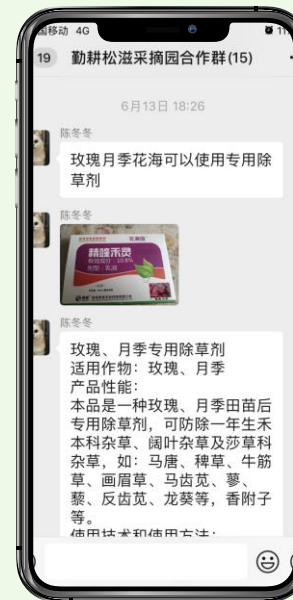 国移动 4G
19 勤耕松滋采摘园合作群(15)
6月13日 18:26
陈冬冬
玫瑰月季花海可以使用专用除
草剂
陈冬冬
精喹禾灵
陈冬冬
玫瑰、月季专用除草剂
适用作物：玫瑰、月季
产品性能：
本品是一种玫瑰、月季田苗后
专用除草剂，可防除一年生禾
本科杂草、阔叶杂草及莎草科
杂草，如：马唐、稗草、牛筋
草、画眉草、马齿苋、蓼、
藜、反齿苋、龙葵等，香附子
等。
使用技术和使用方法：